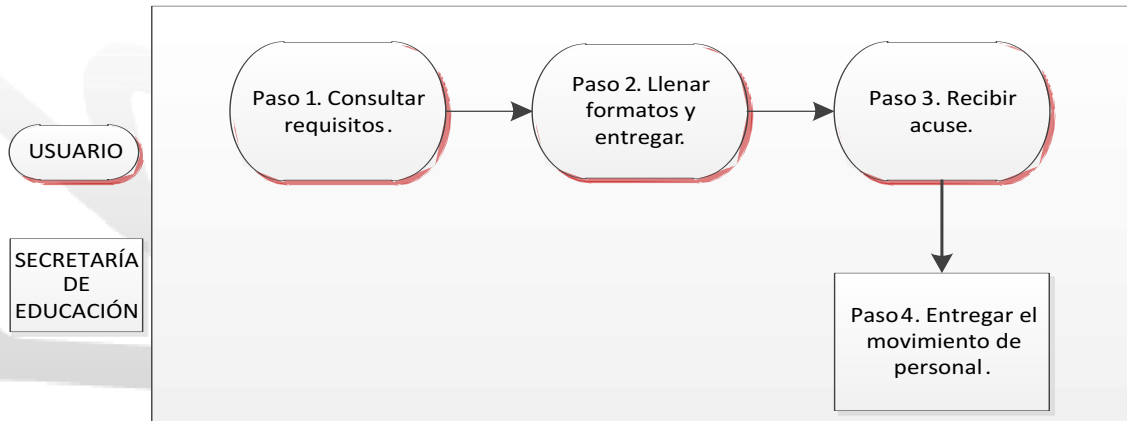 Paso 1. Consultar
requisitos.
Paso 2. Llenar
formatos y
entregar.
Paso 3. Recibir
acuse.
USUARIO
SECRETARÍA
DE
EDUCACIÓN
Paso4. Entregar el
movimiento de
personal.